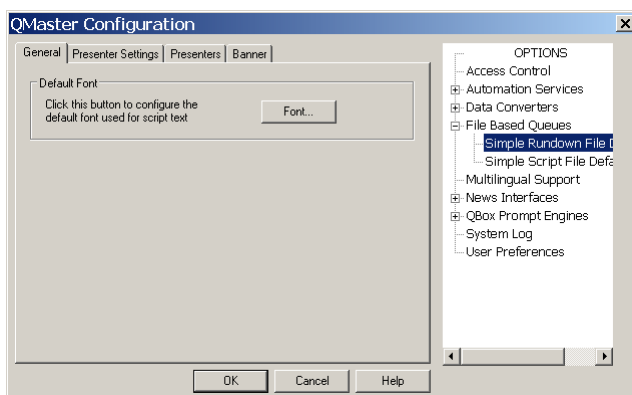 QMaster Configuration
General
Presenter Settings
Presenters
Banner
Default Font
Click this button to configure the
default font used for script text
Font...
OK
Cancel
Help
OPTIONS
Access Control
Automation Services
Data Converters
File Based Queues
Simple Rundown File D
Simple Script File Defa
Multilingual Support
News Interfaces
QBox Prompt Engines
System Log
User Preferences